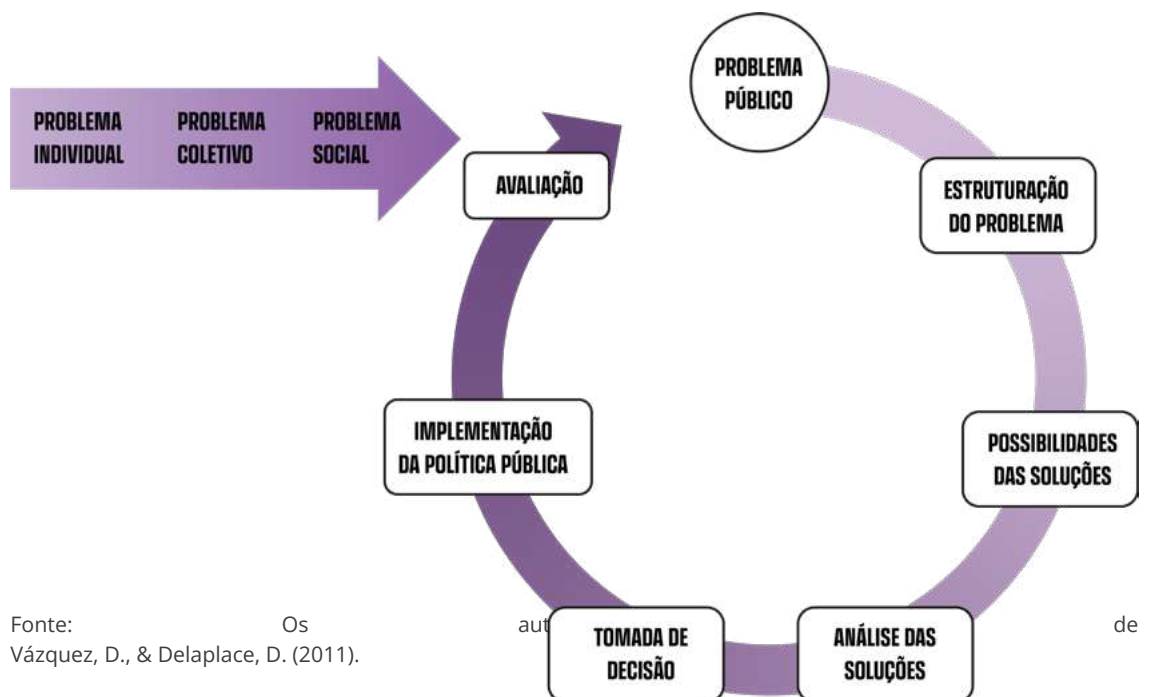 PROBLEMA
INDIVIDUAL
PROBLEMA
COLETIVO
PROBLEMA
SOCIAL
PROBLEMA
PÚBLICO
ESTRUTURAÇÃO
DO PROBLEMA
POSSIBILIDADES
DAS SOLUÇÕES
ANÁLISE DAS
SOLUÇÕES
TOMADA DE
DECISÃO
IMPLEMENTAÇÃO
DA POLÍTICA PÚBLICA
AVALIAÇÃO
Fonte: Os de
Vázquez, D., & Delaplace, D. (2011).